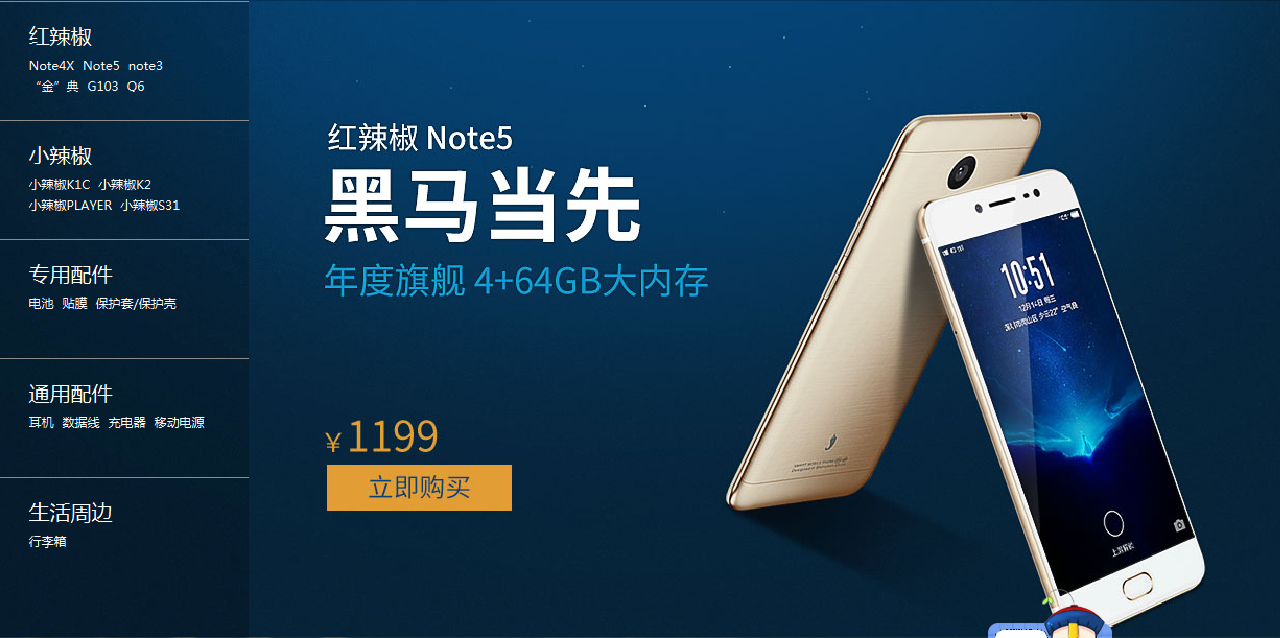 红辣椒
Note4X Note5 note3
“金”典 G103 Q6
小辣椒
小辣椒K1C 小辣椒K2
小辣椒PLAYER 小辣椒S31
专用配件
电池 贴膜 保护套/保护壳
通用配件
耳机 数据线 充电器 移动电源
生活周边
行李箱
红辣椒 Note5
黑马当先
年度旗舰 4+64GB大内存
¥1199
立即购买
10:51